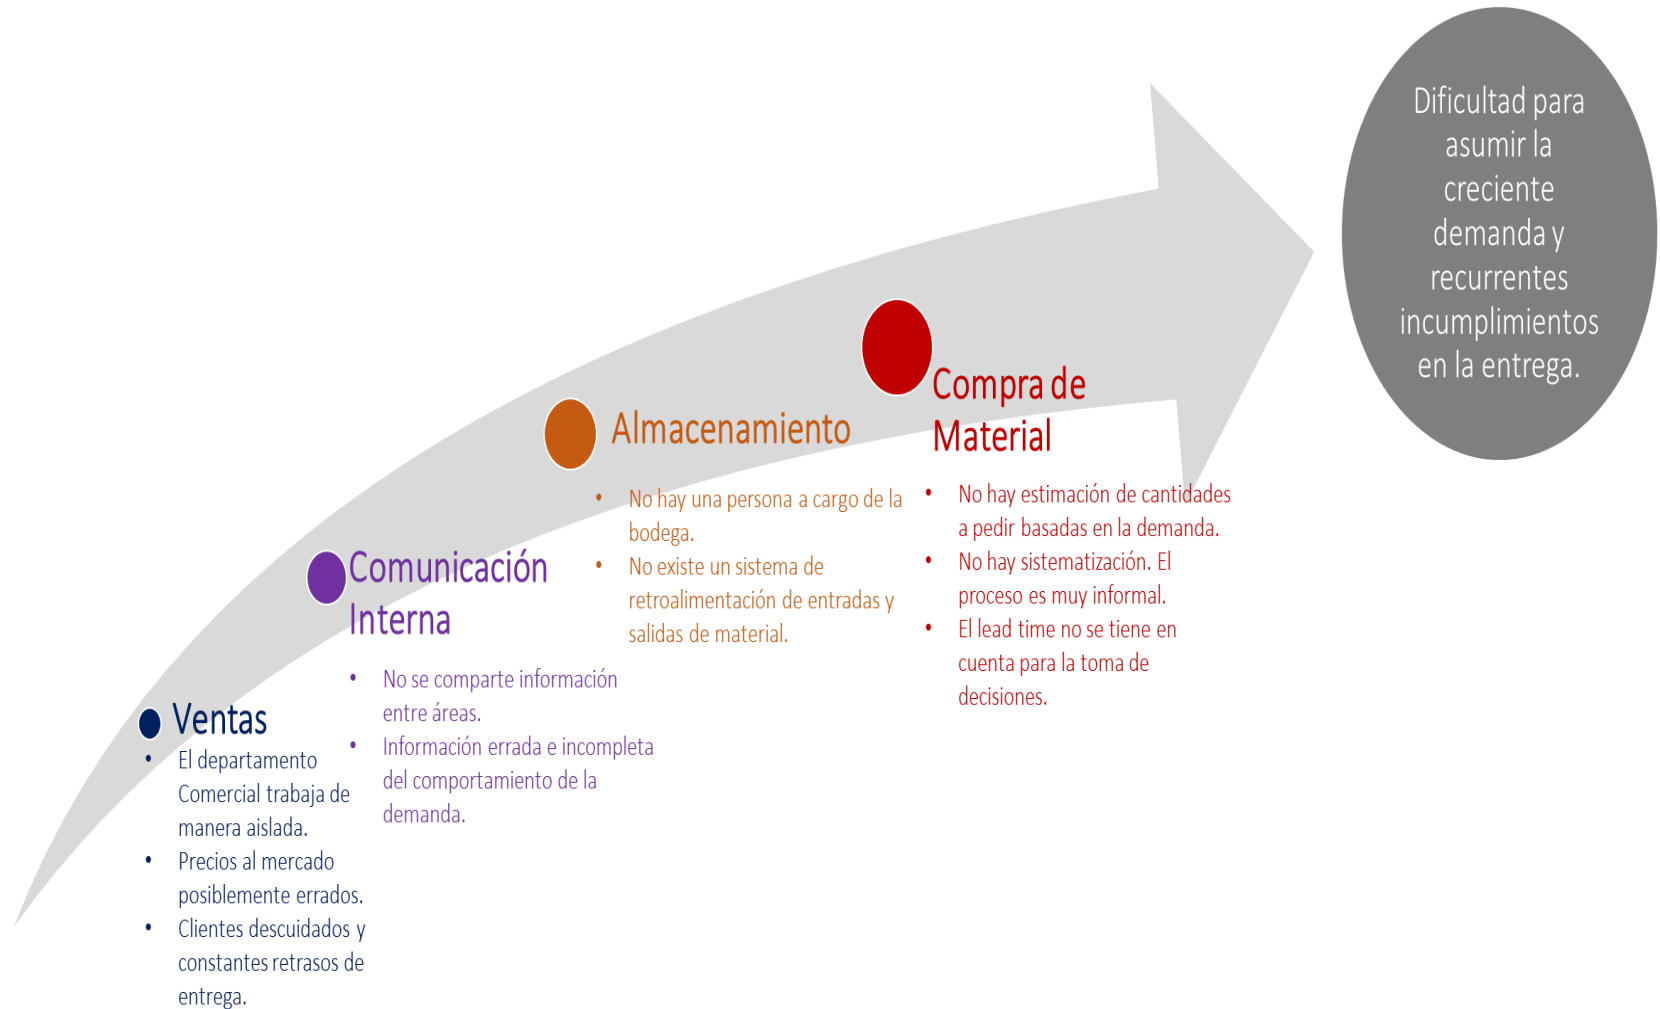 Ventas
• El departamento
Comercial trabaja de
manera aislada.
• Precios al mercado
posiblemente errados.
• Clientes descuidados y
constantes retrasos de
entrega.
Comunicación
Interna
• No se comparte información
entre áreas.
• Información errada e incompleta
del comportamiento de la
demanda.
Almacenamiento
• No hay una persona a cargo de la
bodega.
• No existe un sistema de
retroalimentación de entradas y
salidas de material.
Compra de
Material
• No hay estimación de cantidades
a pedir basadas en la demanda.
• No hay sistematización. El
proceso es muy informal.
• El lead time no se tiene en
cuenta para la toma de
decisiones.
Dificultad para
asumir la
creciente
demanda y
recurrentes
incumplimientos
en la entrega.